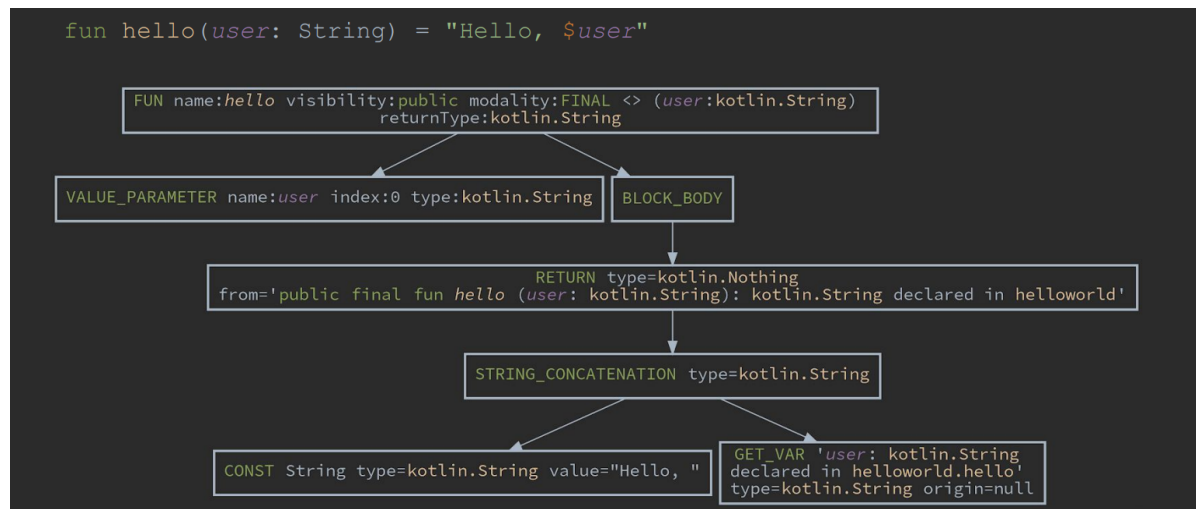 fun hello(user: String) = "Hello, $user"
FUN name:hello visibility:public modality:FINAL <> (user:kotlin.String)
returnType:kotlin.String
VALUE_PARAMETER name:user index:0 type:kotlin.String
BLOCK_BODY
RETURN type=kotlin.Nothing
from='public final fun hello (user: kotlin.String): kotlin.String declared in helloworld'
STRING_CONCATENATION type=kotlin.String
CONST String type=kotlin.String value="Hello, "
GET_VAR 'user: kotlin.String
declared in helloworld.hello'
type=kotlin.String origin=null